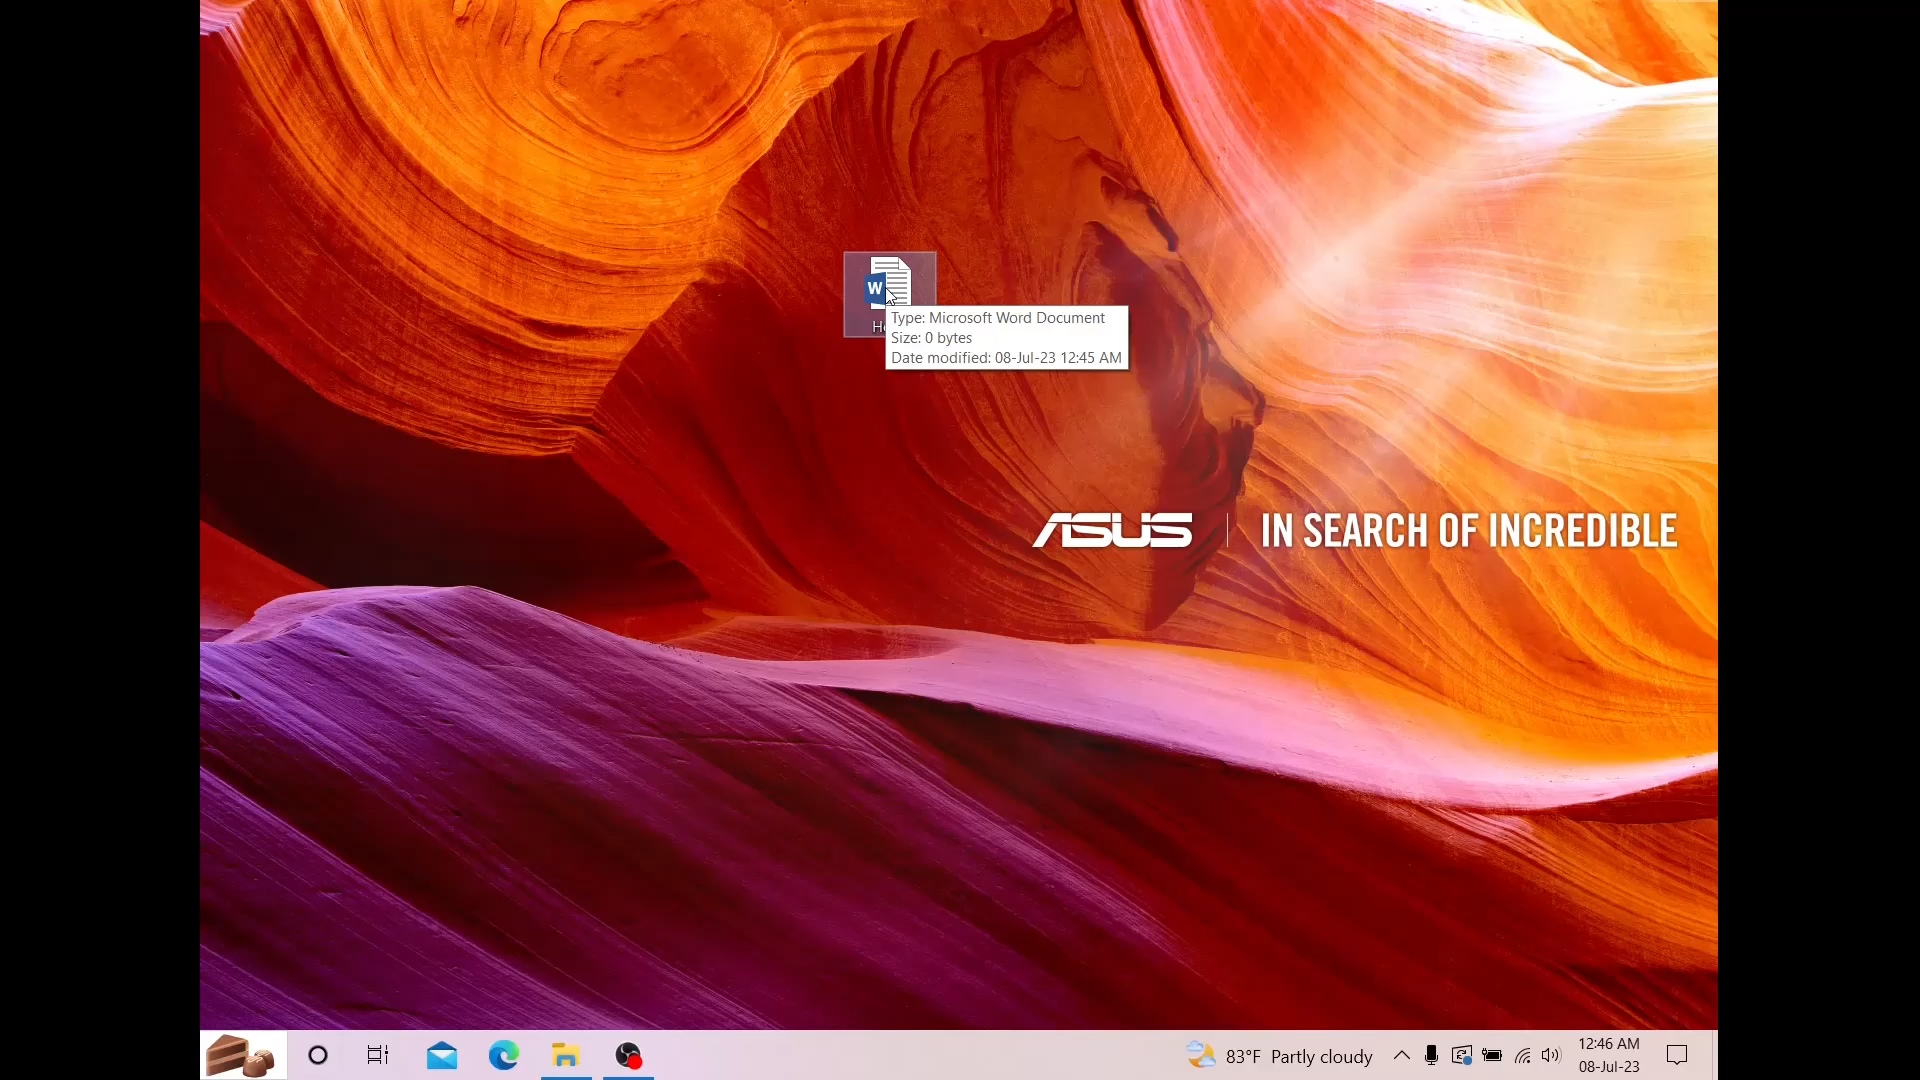 W
Type: Microsoft Word Document
Size: 0 bytes
Date modified: 08-Jul-23 12:45 AM
ASUS
IN SEARCH OF INCREDIBLE
83°F Partly cloudy
12:46 AM
08-Jul-23